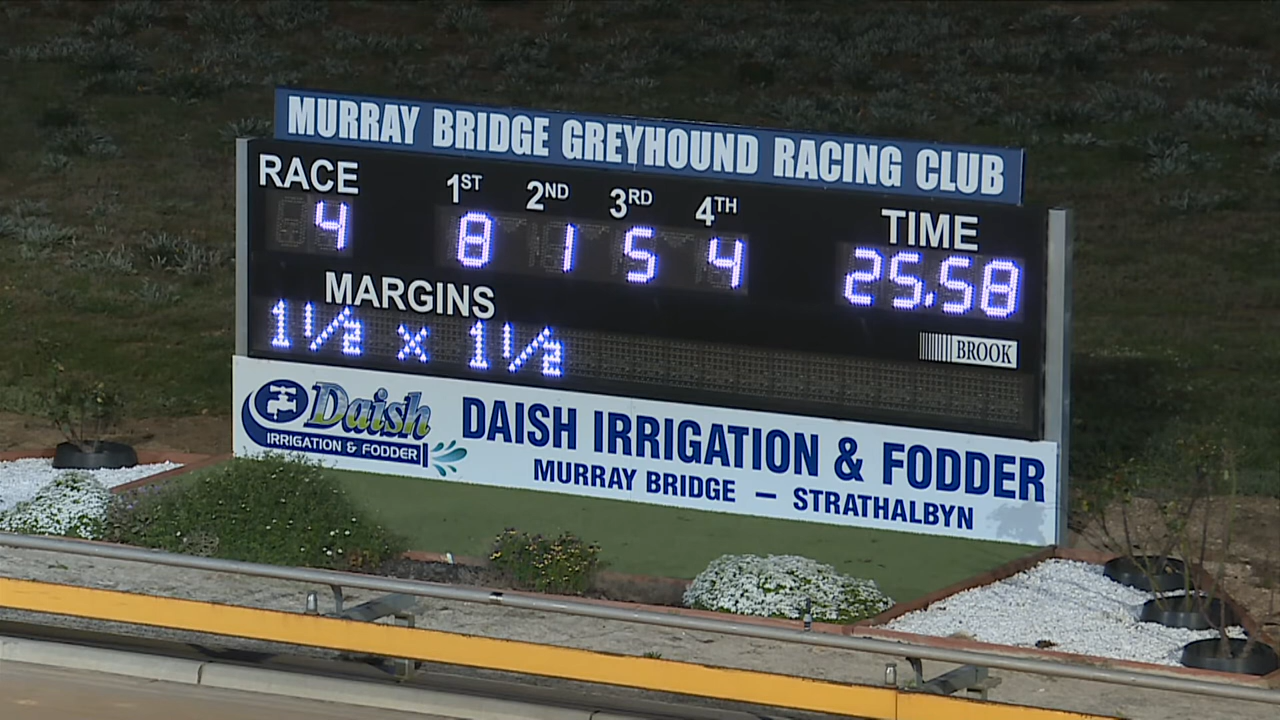 MURRAY BRIDGE GREYHOUND RACING CLUB
RACE 1ST 2ND 3RD 4TH TIME
4 8 1 5 4 25.58
MARGINS
1 1/2 x 1 1/2
BROOK
Daish
IRRIGATION & FODDER
DAISH IRRIGATION & FODDER
MURRAY BRIDGE — STRATHALBYN